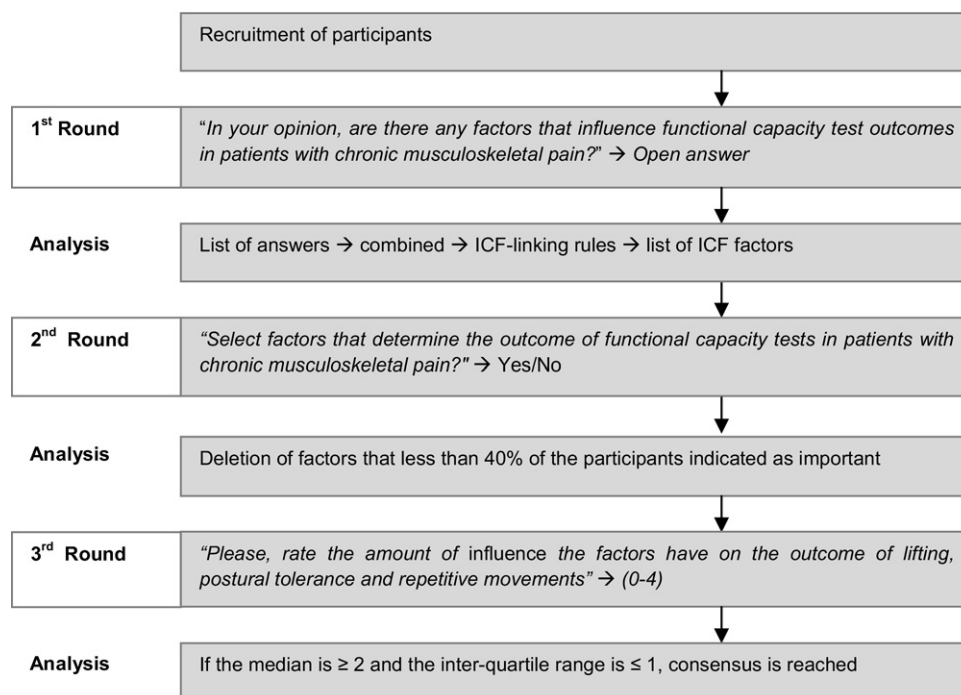 Recruitment of participants
1st Round
“In your opinion, are there any factors that influence functional capacity test outcomes
in patients with chronic musculoskeletal pain?” → Open answer
Analysis
List of answers → combined → ICF-linking rules → list of ICF factors
2nd Round
“Select factors that determine the outcome of functional capacity tests in patients with
chronic musculoskeletal pain?" → Yes/No
Analysis
Deletion of factors that less than 40% of the participants indicated as important
3rd Round
“Please, rate the amount of influence the factors have on the outcome of lifting,
postural tolerance and repetitive movements” → (0-4)
Analysis
If the median is ≥ 2 and the inter-quartile range is ≤ 1, consensus is reached